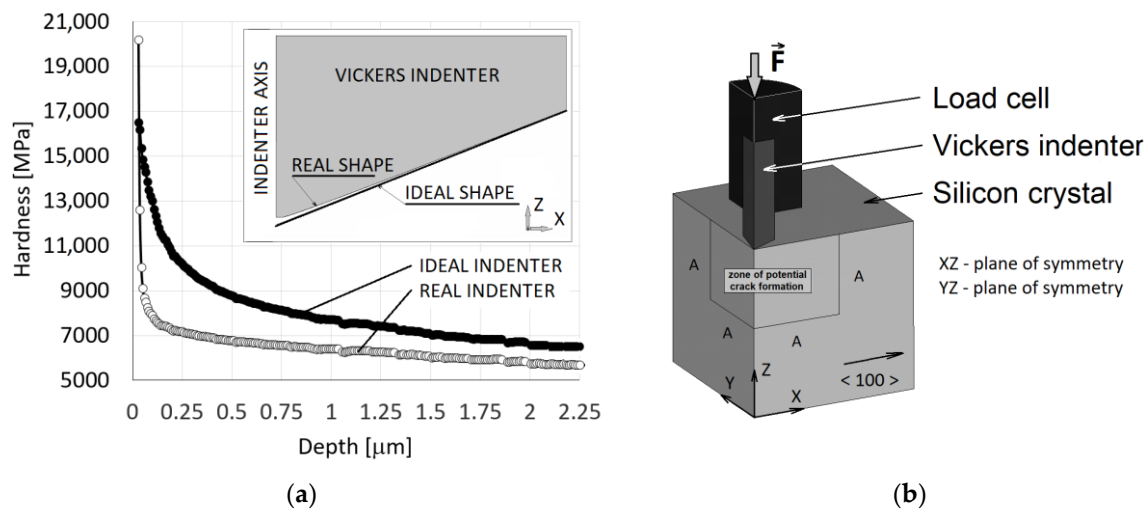 21,000
19,000
17,000
15,000
13,000
11,000
9000
7000
5000
Hardness [MPa]
INDENTER AXIS
VICKERS INDENTER
REAL SHAPE
IDEAL SHAPE
Z
X
IDEAL INDENTER
REAL INDENTER
0 0.25 0.5 0.75 1 1.25 1.5 1.75 2 2.25
Depth [μm]
(a)
F
Load cell
Vickers indenter
Silicon crystal
XZ - plane of symmetry
YZ - plane of symmetry
A
zone of potential
crack formation
A
A
A
< 100 >
Z
Y
X
(b)